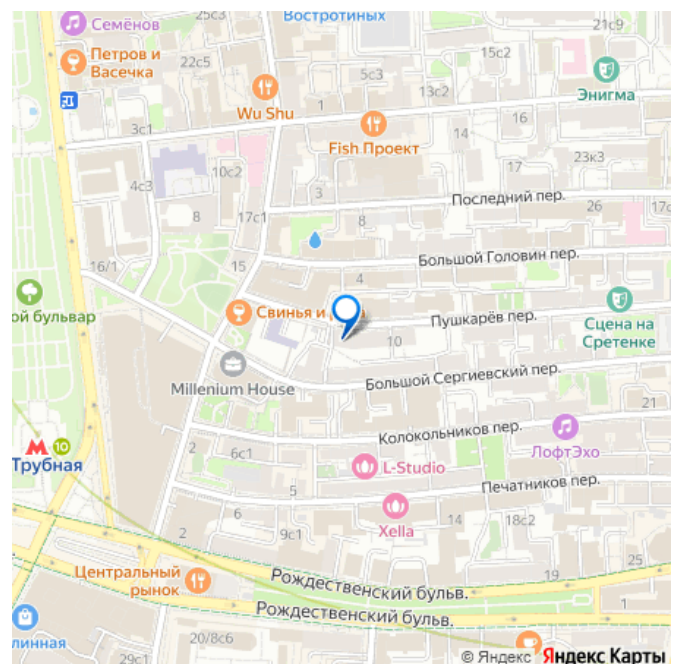 25с3
Востротиных
21с9
Семёнов
Петров и
Васечка
22с5
15с2
5с3
13с2
Энигма
Wu Shu
1
16
3с1
Fish Проект
14
10с2
17
23к3
4с3
3
Последний пер.
26
17с
8
17с1
8
Большой Головин пер.
16/1
15
4
ой бульвар
Свинья и
Пушкарёв пер.
Сцена на
Сретенке
10
Millenium House
Большой Сергиевский пер.
21
Колокольников пер.
М 10
Трубная
2
6с1
ЛофтЭхо
L-Studio
5
Печатников пер.
6
Xella
14
18с2
2
9с1
25
Центральный
рынок
Рождественский бульв.
1
Рождественский бульв.
линная
20/8с6
29с1
© Яндекс Яндекс Карты